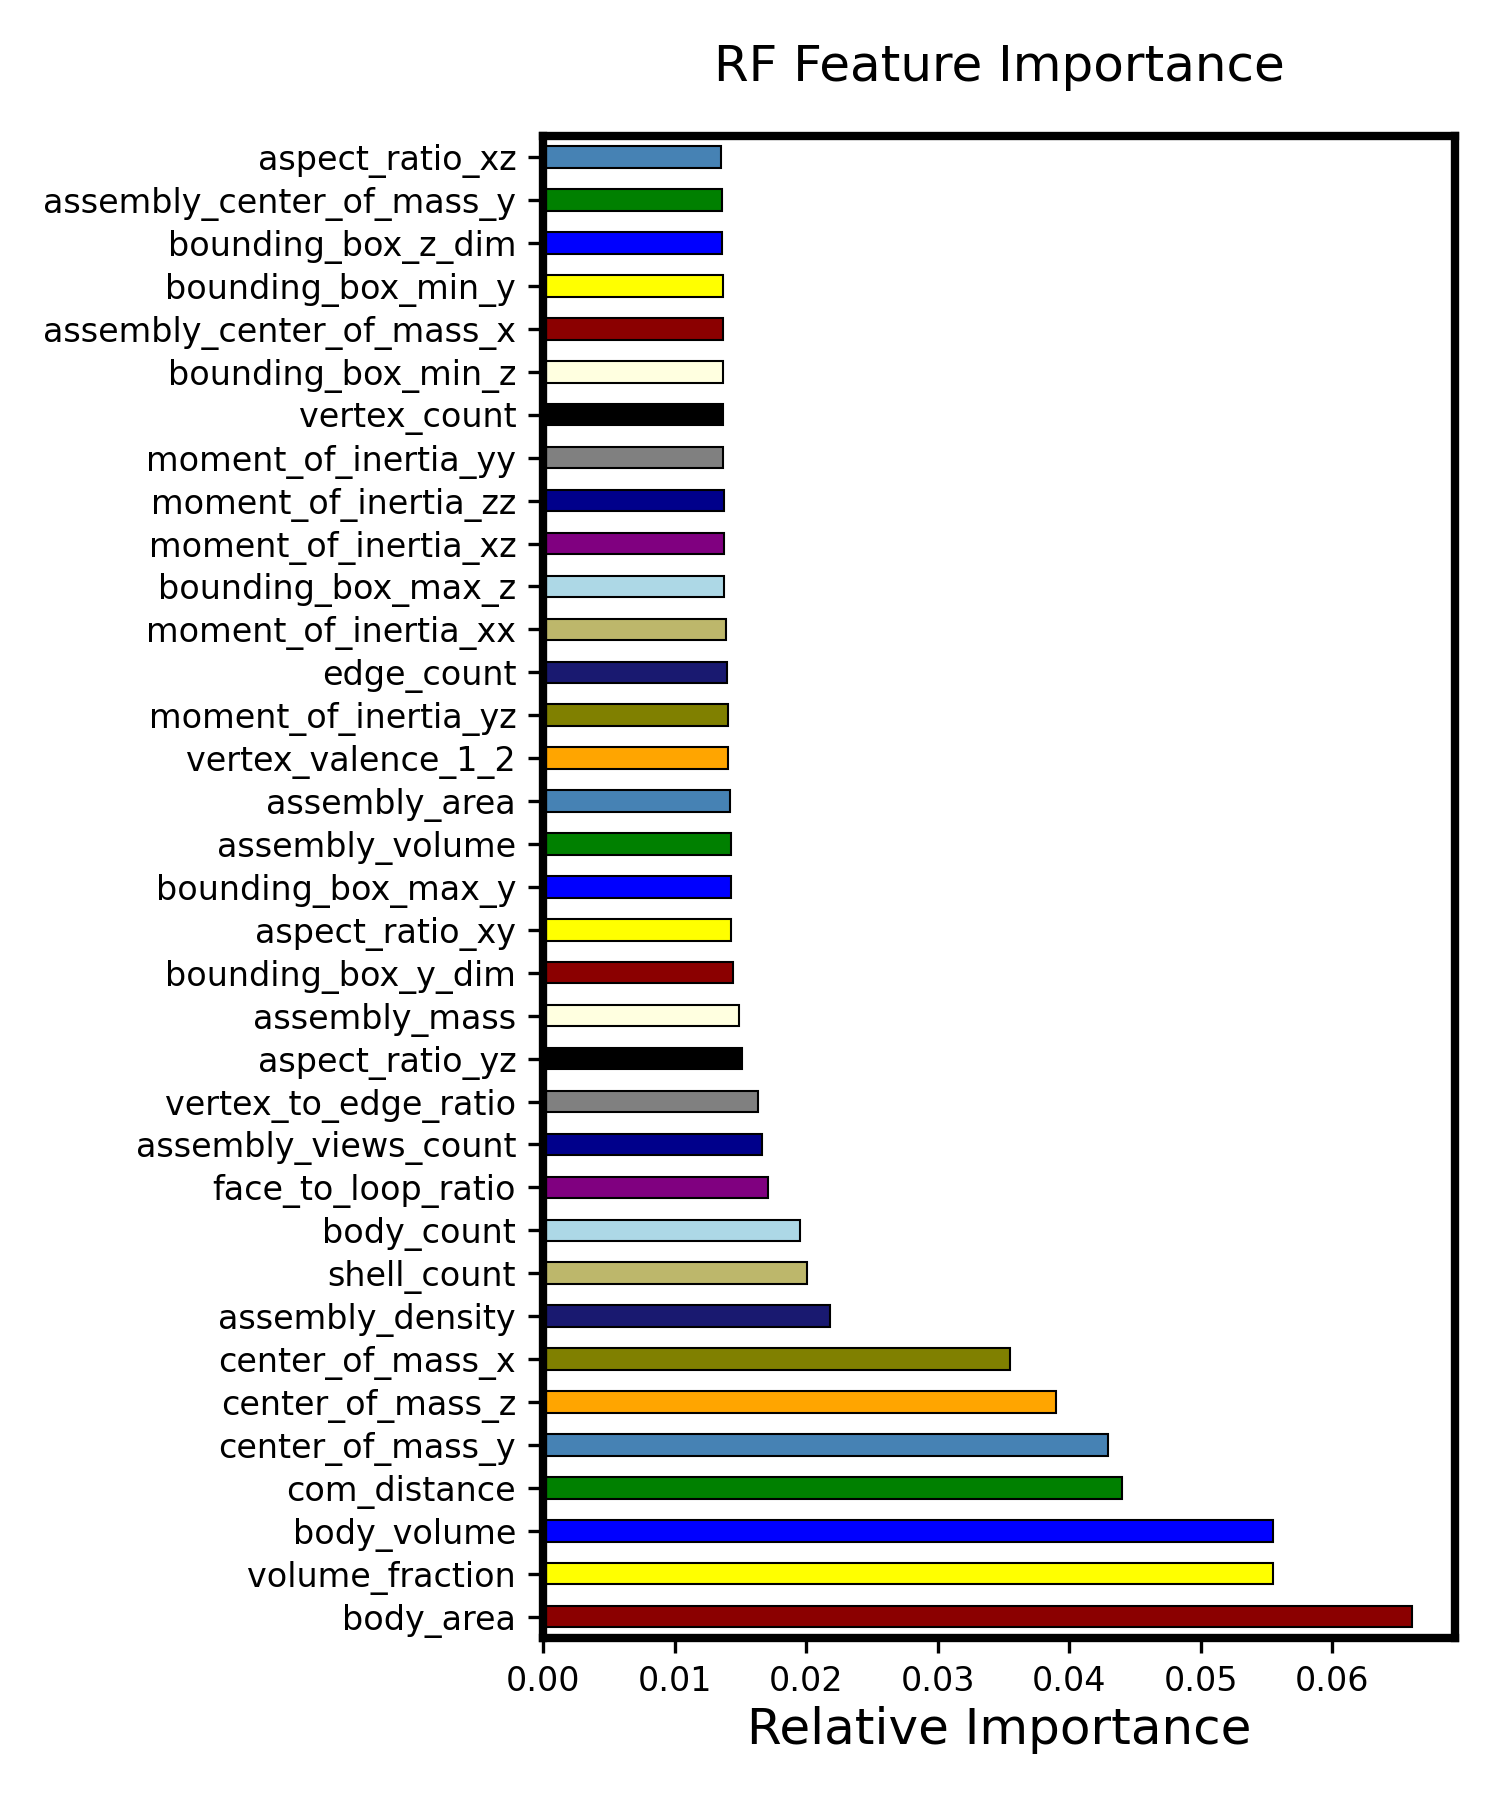 RF Feature Importance
aspect_ratio_xz
assembly_center_of_mass_y
bounding_box_z_dim
bounding_box_min_y
assembly_center_of_mass_x
bounding_box_min_z
vertex_count
moment_of_inertia_yy
moment_of_inertia_zz
moment_of_inertia_xz
bounding_box_max_z
moment_of_inertia_xx
edge_count
moment_of_inertia_yz
vertex_valence_1_2
assembly_area
assembly_volume
bounding_box_max_y
aspect_ratio_xy
bounding_box_y_dim
assembly_mass
aspect_ratio_yz
vertex_to_edge_ratio
assembly_views_count
face_to_loop_ratio
body_count
shell_count
assembly_density
center_of_mass_x
center_of_mass_z
center_of_mass_y
com_distance
body_volume
volume_fraction
body_area
0.00 0.01 0.02 0.03 0.04 0.05 0.06
Relative Importance